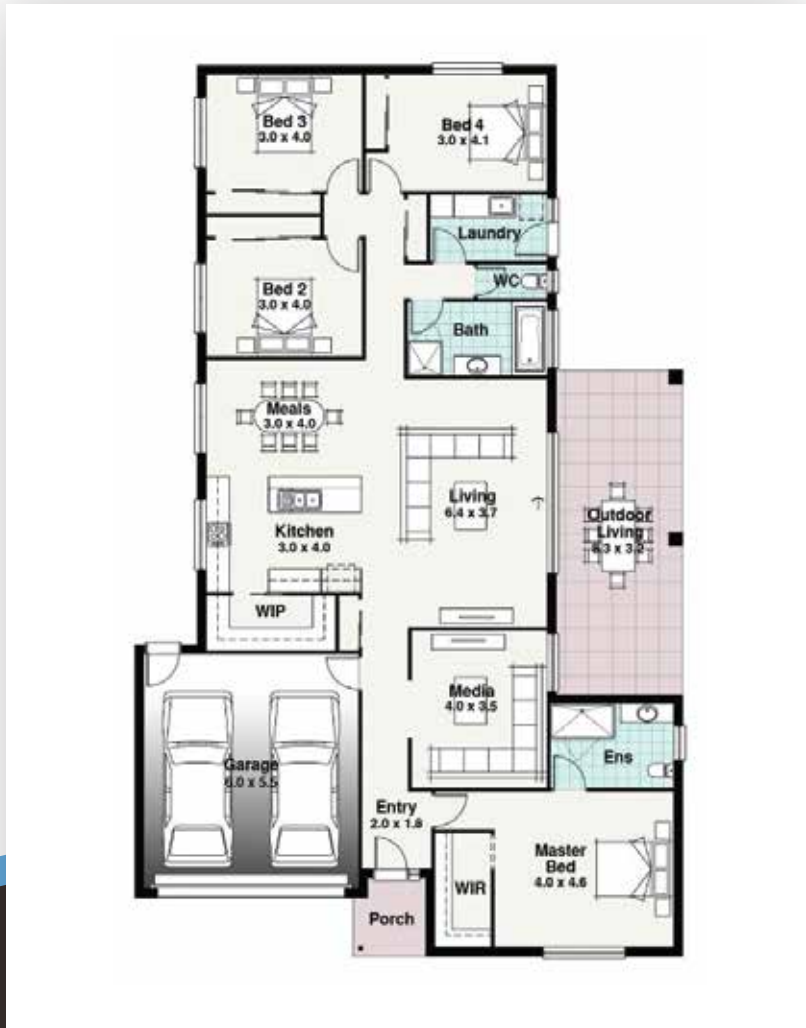 Bed 3
3.0 x 4.0
Bed 4
3.0 x 4.1
Laundry
WC
Bed 2
3.0 x 4.0
Bath
Meals
3.0 x 4.0
Living
6.4 x 3.7
Outdoor
Living
x 3.2
Kitchen
3.0 x 4.0
WIP
Media
4.0 x 3.5
Garage
6.0 x 5.5
Ens
Entry
2.0 x 1.8
Master
Bed
4.0 x 4.6
WIR
Porch